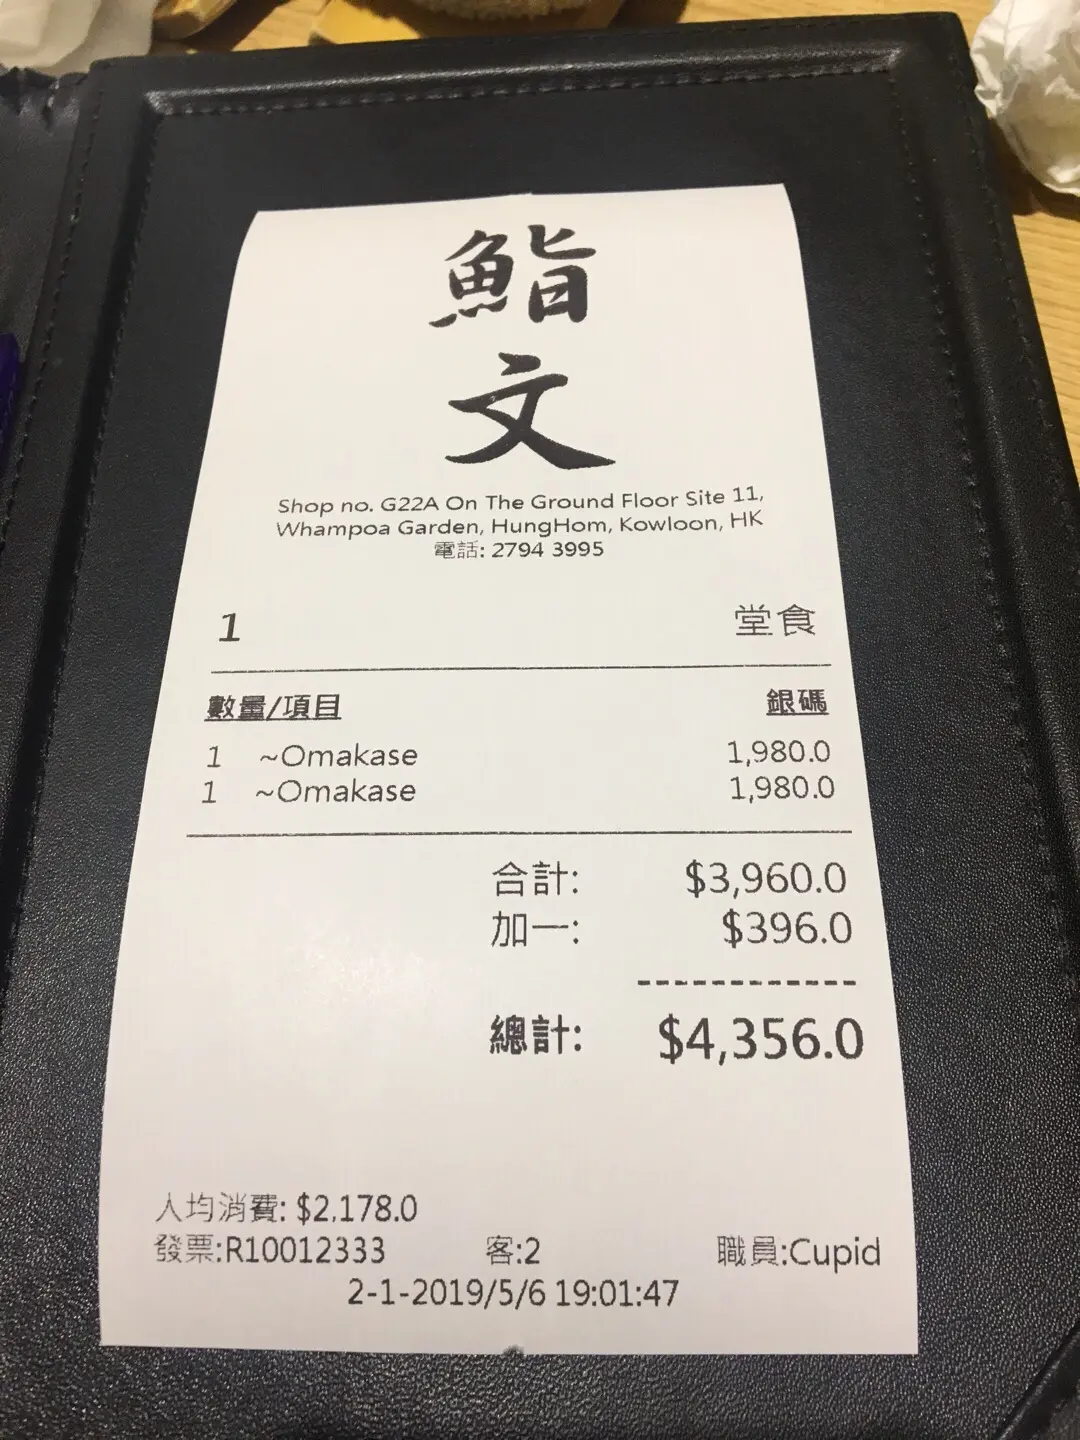 鮨
文
Shop no. G22A On The Ground Floor Site 11,
Whampoa Garden, HungHom, Kowloon, HK
電話: 2794 3995
1 堂食
數量/項目 銀碼
1 ~Omakase 1,980.0
1 ~Omakase 1,980.0
合計: $3,960.0
加一: $396.0
------------
總計: $4,356.0
人均消費: $2,178.0
發票:R10012333 客:2 職員:Cupid
2-1-2019/5/6 19:01:47